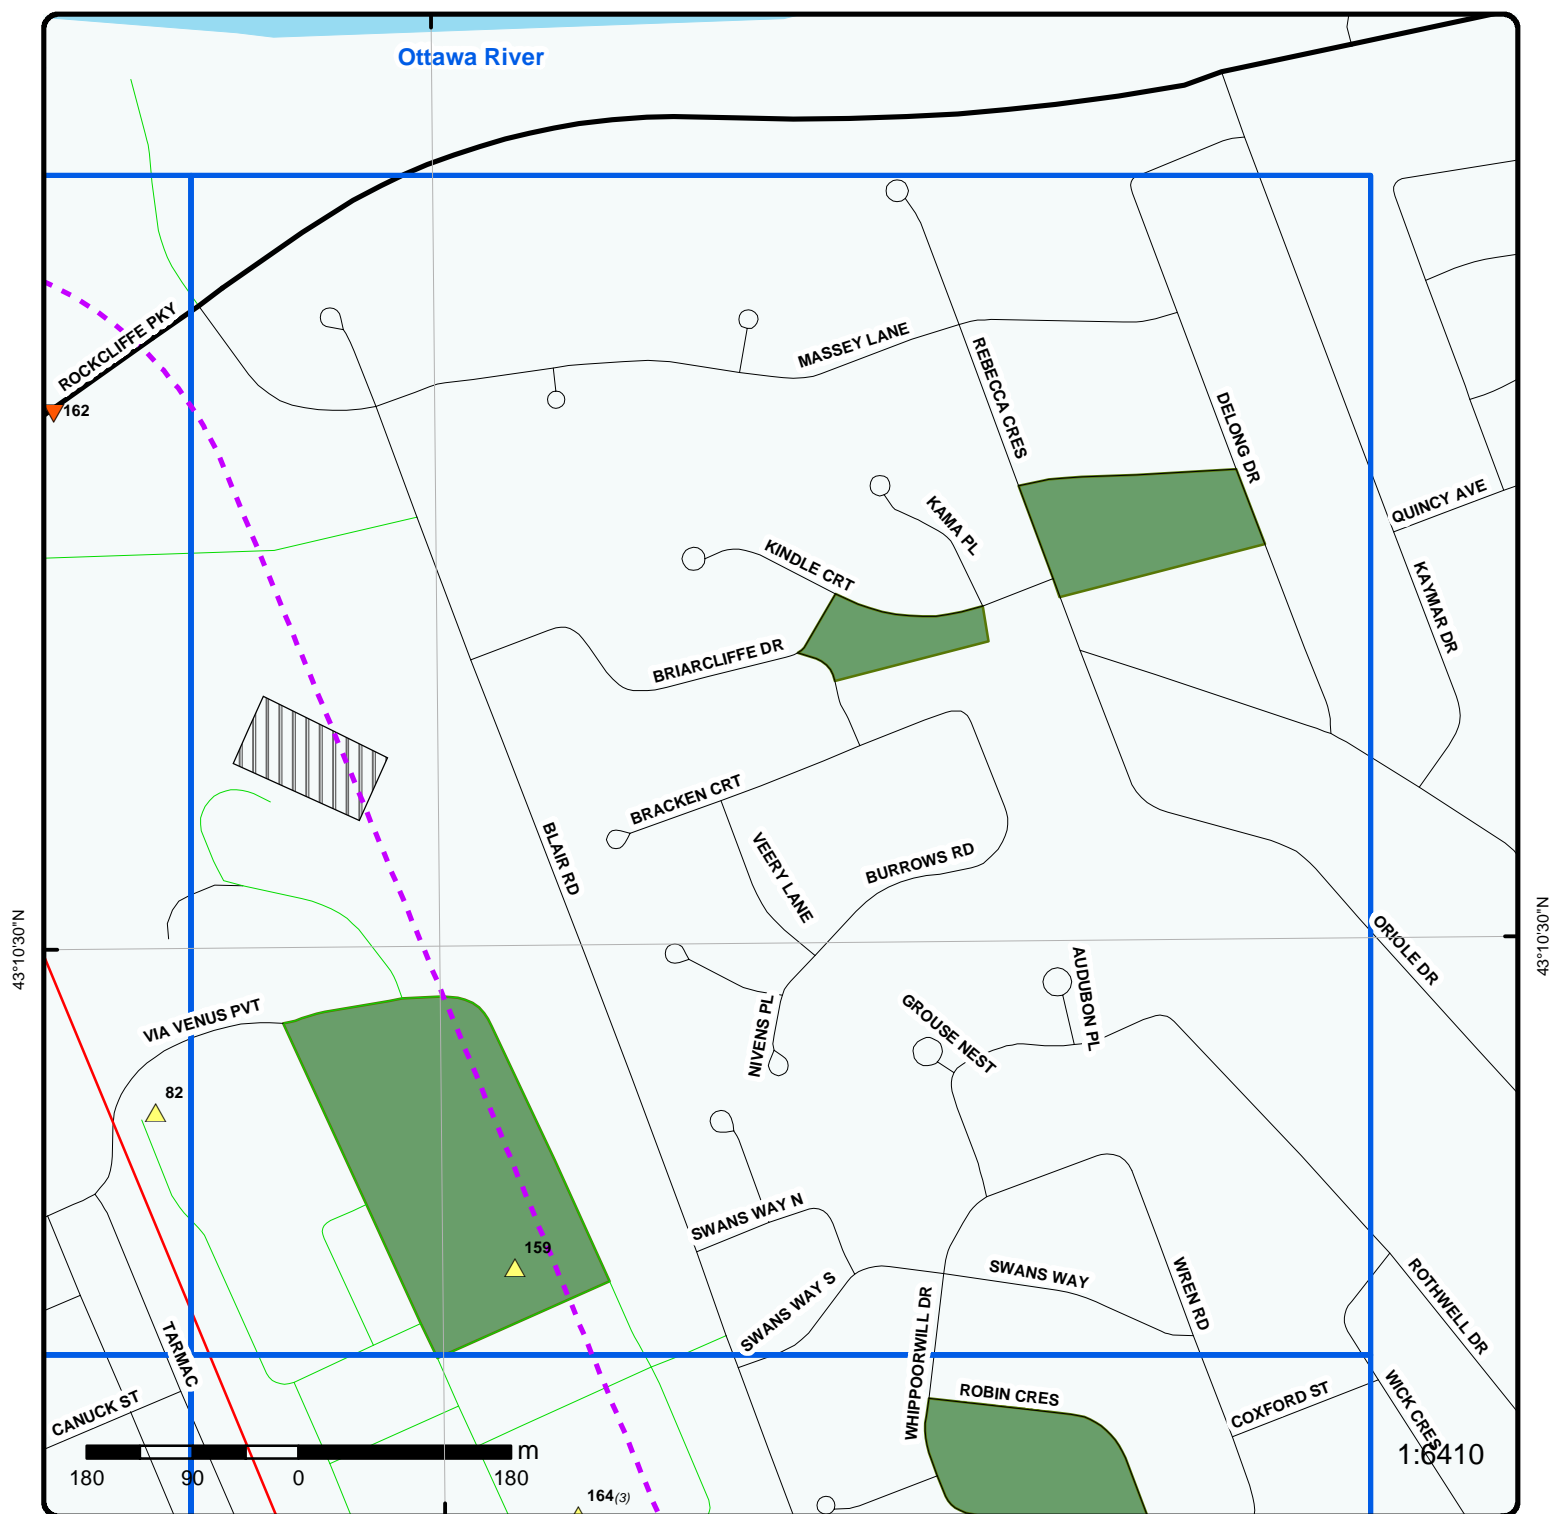 Ottawa River
ROCKCLIFFE PKY
162
MASSEY LANE
REBECCA CRES
DELONG DR
QUINCY AVE
KAMA PL
KINDLE CRT
KAYMAR DR
BRIARCLIFFE DR
BRACKEN CRT
BLAIR RD
VEERY LANE
BURROWS RD
43°10'30"N
43°10'30"N
ORIOLE DR
AUDUBON PL
GROUSE NEST
NIVENS PL
VIA VENUS PVT
82
SWANS WAY N
159
SWANS WAY
SWANS WAY S
WREN RD
ROTHWELL DR
WHIPPOORWILL DR
TARMAC
ROBIN CRES
COXFORD ST
WICK CRES
CANUCK ST
m
180 90 0 180
1:6410
164(3)